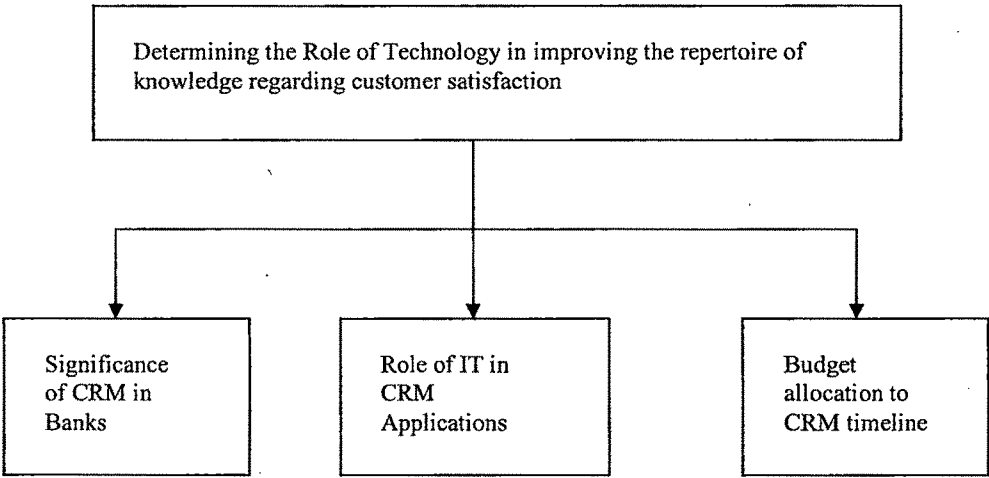 Determining the Role of Technology in improving the repertoire of
knowledge regarding customer satisfaction
Significance
of CRM in
Banks
Role of IT in
CRM
Applications
Budget
allocation to
CRM timeline